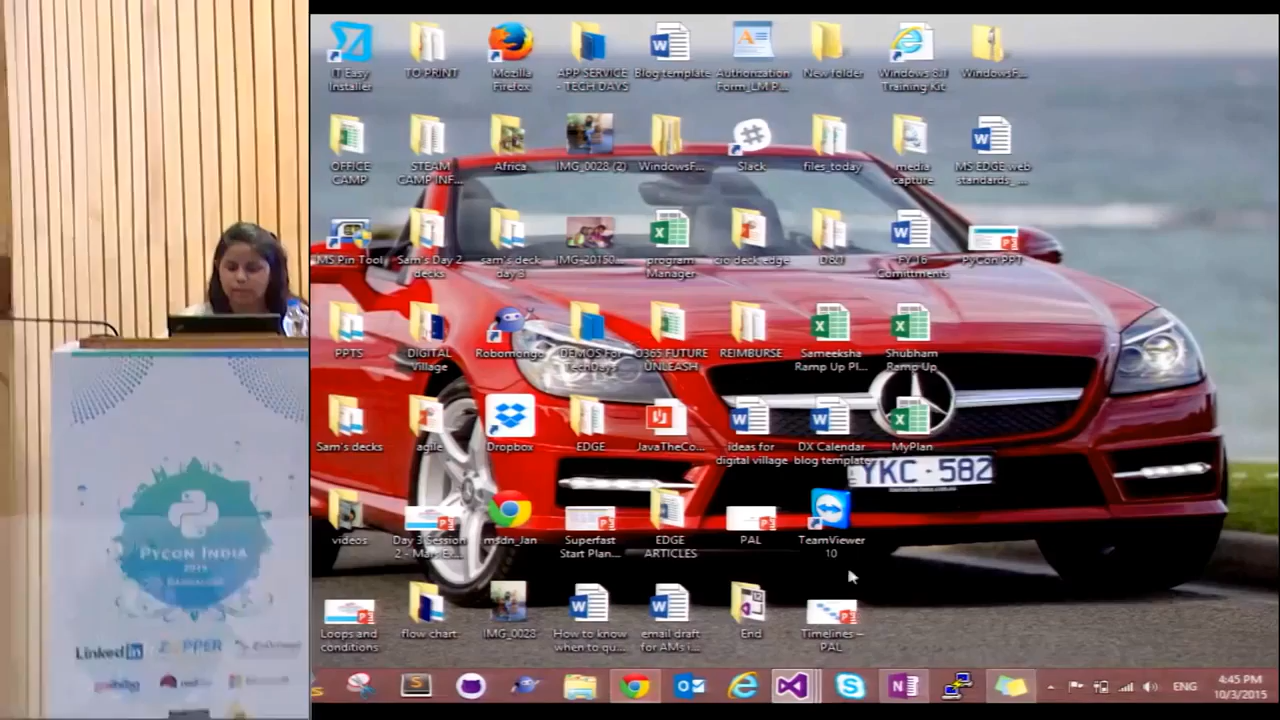 IT Easy
Installer
TO PRINT
Mozilla
Firefox
APP SERVICE
- TECH DAYS
Blog template
Authorization
Form_LM P...
New folder
Windows 8.1
Training Kit
WindowsF...
OFFICE
CAMP
STEAM
CAMP INF...
Africa
IMG_0028 (2)
WindowsF...
Slack
files_today
media
capture
MS EDGE web
standards_...
MS Pin Tool
Sam's Day 2
decks
sam's deck
day 3
IMG-20150...
program
Manager
cio deck edge
D&I
FY 16
Comittments
PyCon PPT
PPTS
DIGITAL
Village
Robomongo
DEMOS For
TechDays
O365 FUTURE
UNLEASH
REIMBURSE
Sameeksha
Ramp Up Pl...
Shubham
Ramp Up
Sam's decks
agile
Dropbox
EDGE
JavaTheCo...
ideas for
digital village
DX Calendar
blog template
MyPlan
YKC·582
videos
Day 3 Session
2 - Mary Ex...
msdn_Jan
Superfast
Start Plan...
EDGE
ARTICLES
PAL
TeamViewer
10
Loops and
conditions
flow chart
IMG_0028
How to know
when to qu...
email draft
for AMs i...
End
Timelines –
PAL
ENG
4:45 PM
10/3/2015
PYCON INDIA
2015
BANGALORE
LinkedIn
ZOPPER
redhat
Microsoft